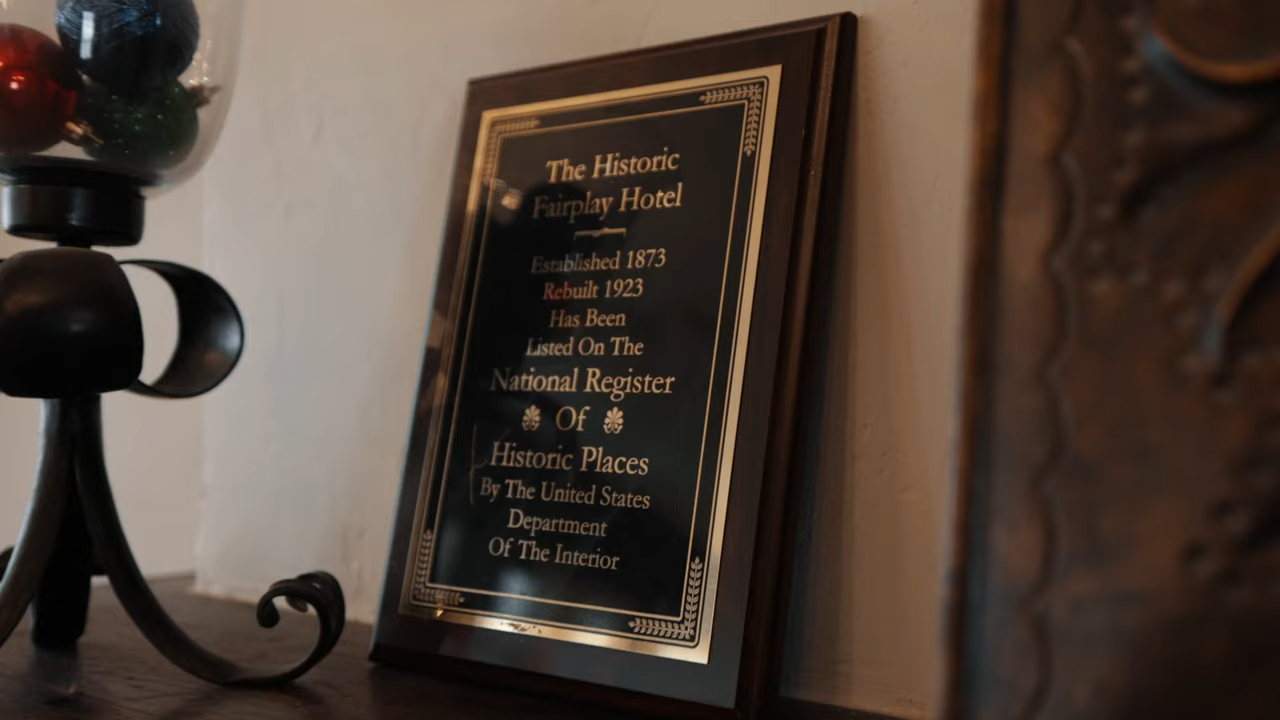 The Historic
Fairplay Hotel
Established 1873
Rebuilt 1923
Has Been
Listed On The
National Register
Of
Historic Places
By The United States
Department
Of The Interior